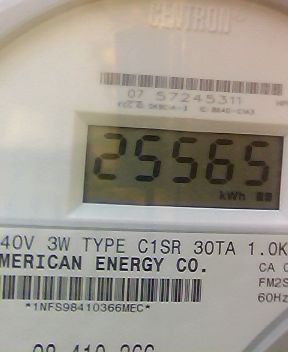 CENTRON
07 57245311
25565
kWh
40V 3W TYPE C1SR 30TA 1.0K
MERICAN ENERGY CO.
CA 0
FM2S
60Hz
*1NFS98410366MEC*